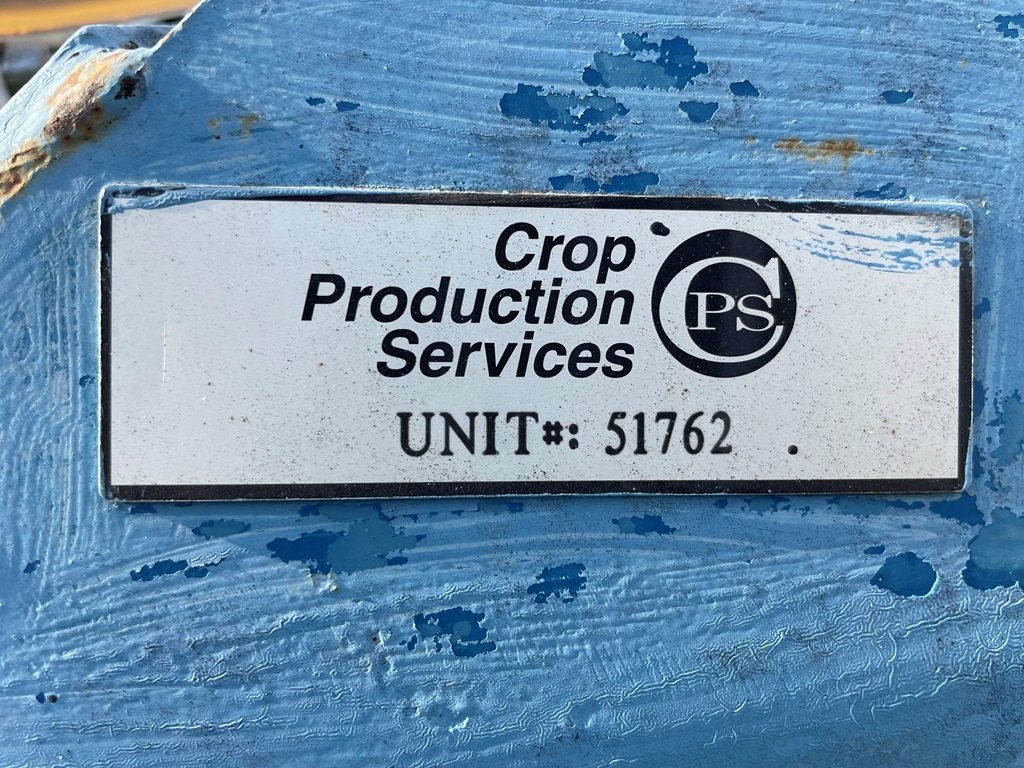 Crop
Production
Services
CPS
UNIT#: 51762